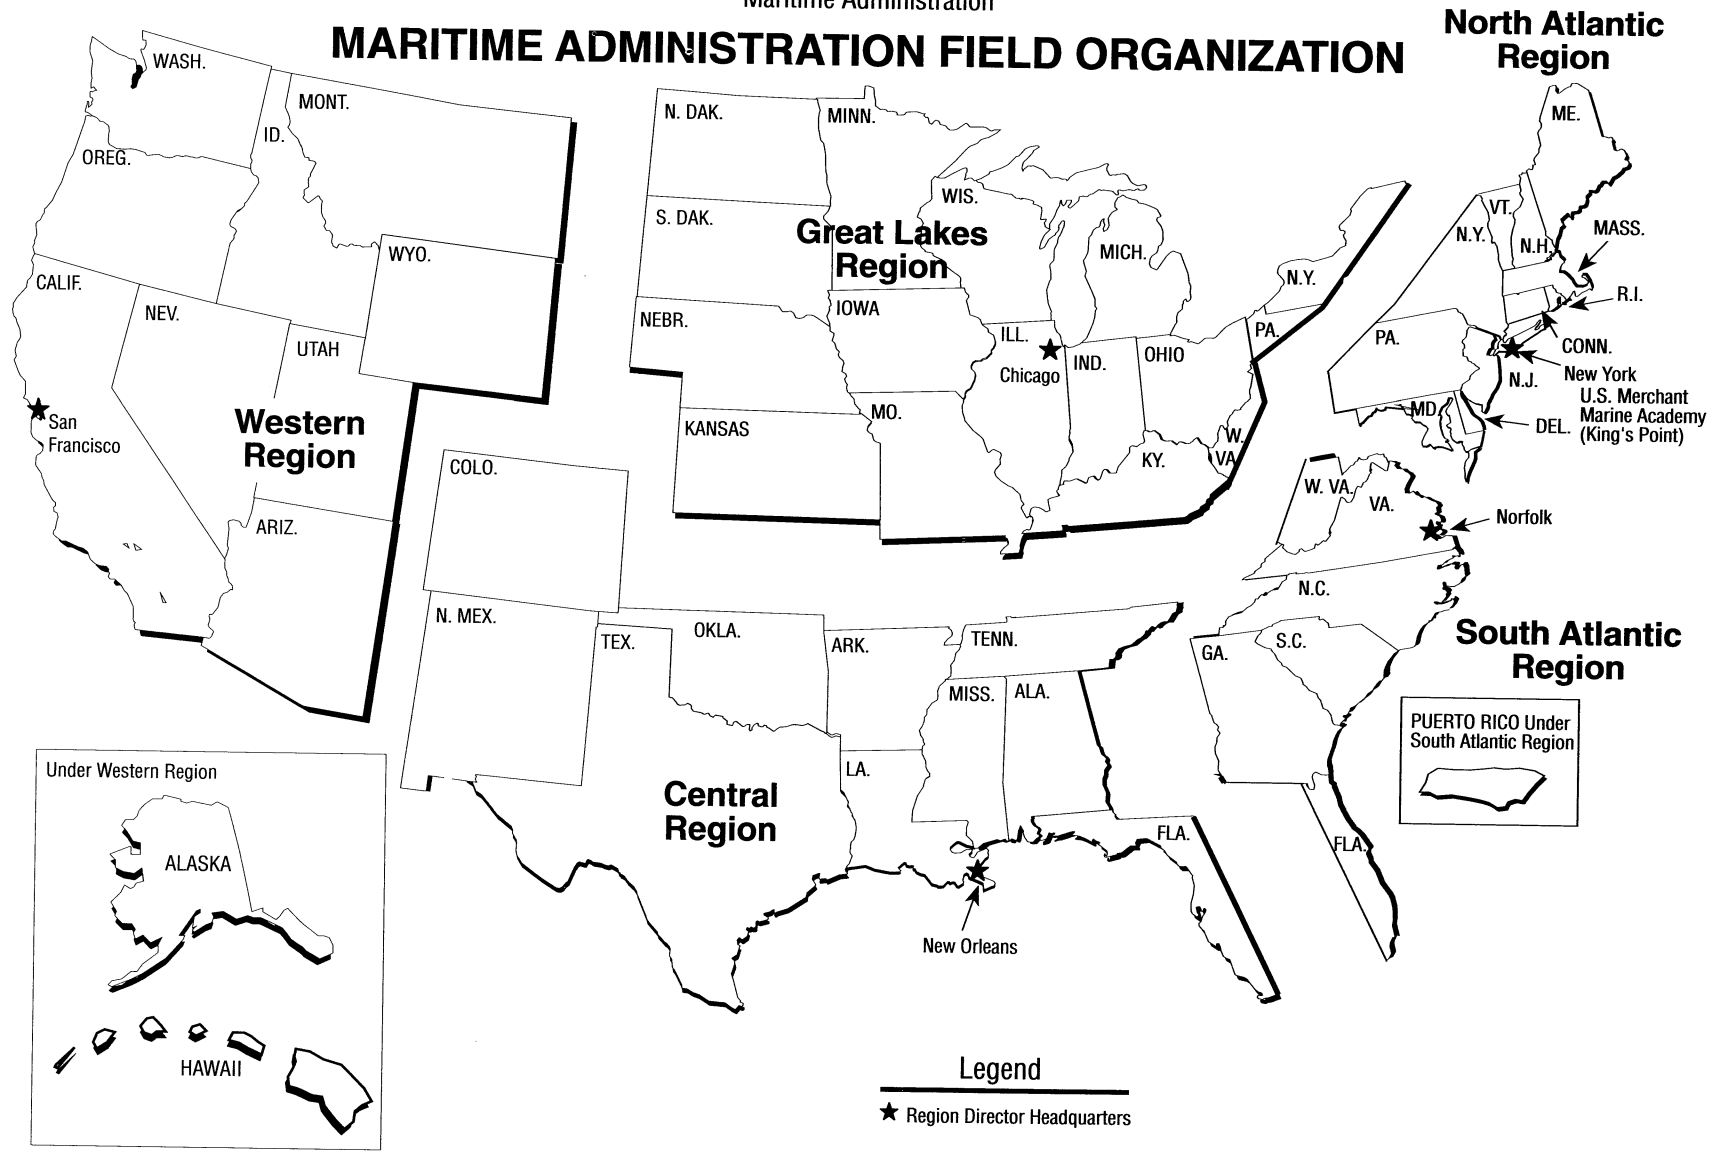 Maritime Administration
MARITIME ADMINISTRATION FIELD ORGANIZATION
North Atlantic
Region
WASH.
MONT.
ID.
OREG.
WYO.
CALIF.
NEV.
UTAH
San
Francisco
Western
Region
ARIZ.
N. DAK.
MINN.
S. DAK.
WIS.
Great Lakes
Region
MICH.
N.Y.
NEBR.
IOWA
ILL.
Chicago
IND.
OHIO
PA.
KANSAS
MO.
KY.
W.
VA.
ME.
VT.
N.Y.
N.H.
MASS.
R.I.
CONN.
PA.
New York
N.J.
U.S. Merchant
Marine Academy
(King's Point)
MD.
DEL.
COLO.
N. MEX.
TEX.
OKLA.
ARK.
TENN.
MISS.
ALA.
LA.
Central
Region
FLA.
New Orleans
W. VA.
VA.
Norfolk
N.C.
S.C.
GA.
South Atlantic
Region
FLA.
PUERTO RICO Under
South Atlantic Region
Under Western Region
ALASKA
HAWAII
Legend
★ Region Director Headquarters